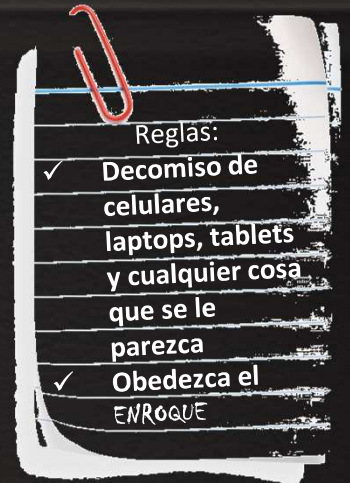 Reglas:
✓ Decomiso de
celulares,
laptops, tablets
y cualquier cosa
que se le
parezca
✓ Obedezca el
ENROQUE